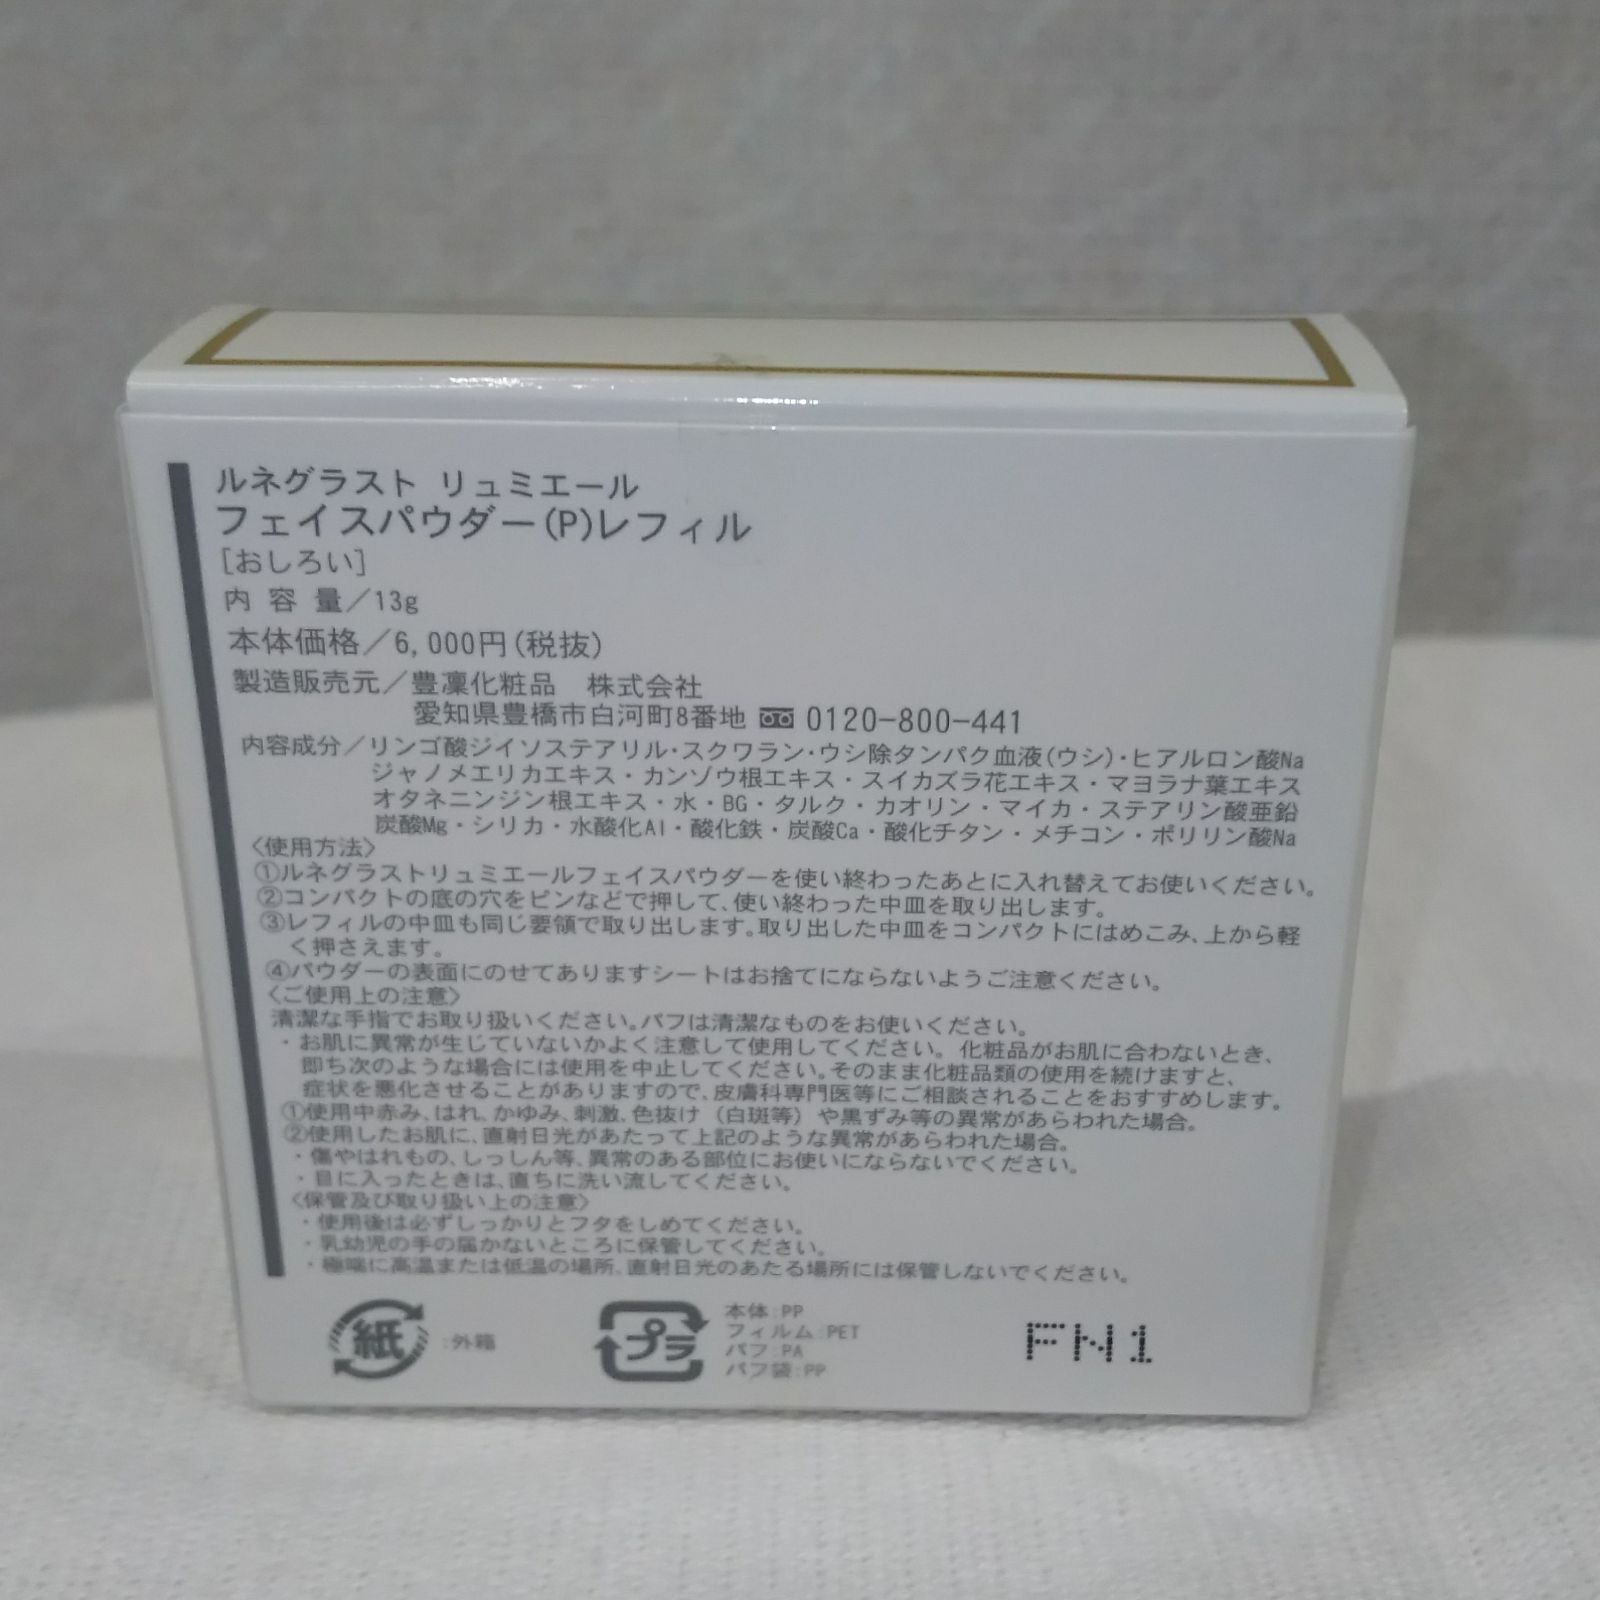 ルネグラスト リュミエール
フェイスパウダー(P)レフィル
[おしろい]
内 容 量／13g
本体価格／6,000円(税抜)
製造販売元／豊凜化粧品 株式会社
愛知県豊橋市白河町8番地 0120-800-441
内容成分／リンゴ酸ジイソステアリル・スクワラン・ウシ除タンパク血液(ウシ)・ヒアルロン酸Na
ジャノメエリカエキス・カンゾウ根エキス・スイカズラ花エキス・マヨラナ葉エキス
オタネニンジン根エキス・水・BG・タルク・カオリン・マイカ・ステアリン酸亜鉛
炭酸Mg・シリカ・水酸化Al・酸化鉄・炭酸Ca・酸化チタン・メチコン・ポリリン酸Na
〈使用方法〉
①ルネグラストリュミエールフェイスパウダーを使い終わったあとに入れ替えてお使いください。
②コンパクトの底の穴をピンなどで押して、使い終わった中皿を取り出します。
③レフィルの中皿も同じ要領で取り出します。取り出した中皿をコンパクトにはめこみ、上から軽
く押さえます。
④パウダーの表面にのせてありますシートはお捨てにならないようご注意ください。
〈ご使用上の注意〉
清潔な手指でお取り扱いください。パフは清潔なものをお使いください。
・お肌に異常が生じていないかよく注意して使用してください。化粧品がお肌に合わないとき、
即ち次のような場合には使用を中止してください。そのまま化粧品類の使用を続けますと、
症状を悪化させることがありますので、皮膚科専門医等にご相談されることをおすすめします。
①使用中赤み、はれ、かゆみ、刺激、色抜け（白斑等）や黒ずみ等の異常があらわれた場合。
②使用したお肌に、直射日光があたって上記のような異常があらわれた場合。
・傷やはれもの、しっしん等、異常のある部位にお使いにならないでください。
・目に入ったときは、直ちに洗い流してください。
〈保管及び取り扱い上の注意〉
・使用後は必ずしっかりとフタをしめてください。
・乳幼児の手の届かないところに保管してください。
・極端に高温または低温の場所、直射日光のあたる場所には保管しないでください。
紙 :外箱
プラ
本体:PP
フィルム:PET
パフ:PA
パフ袋:PP
FN1